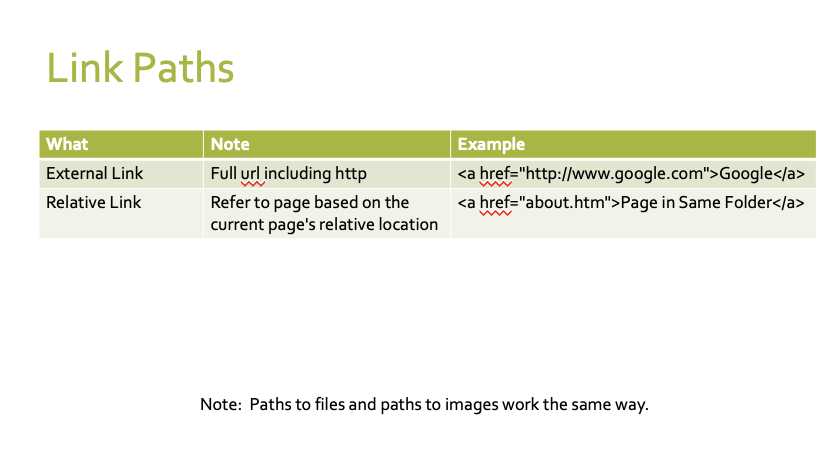 Link Paths
What Note Example
External Link Full url including http <a href="http://www.google.com">Google</a>
Relative Link Refer to page based on the <a href="about.htm">Page in Same Folder</a>
current page's relative location
Note:  Paths to files and paths to images work the same way.